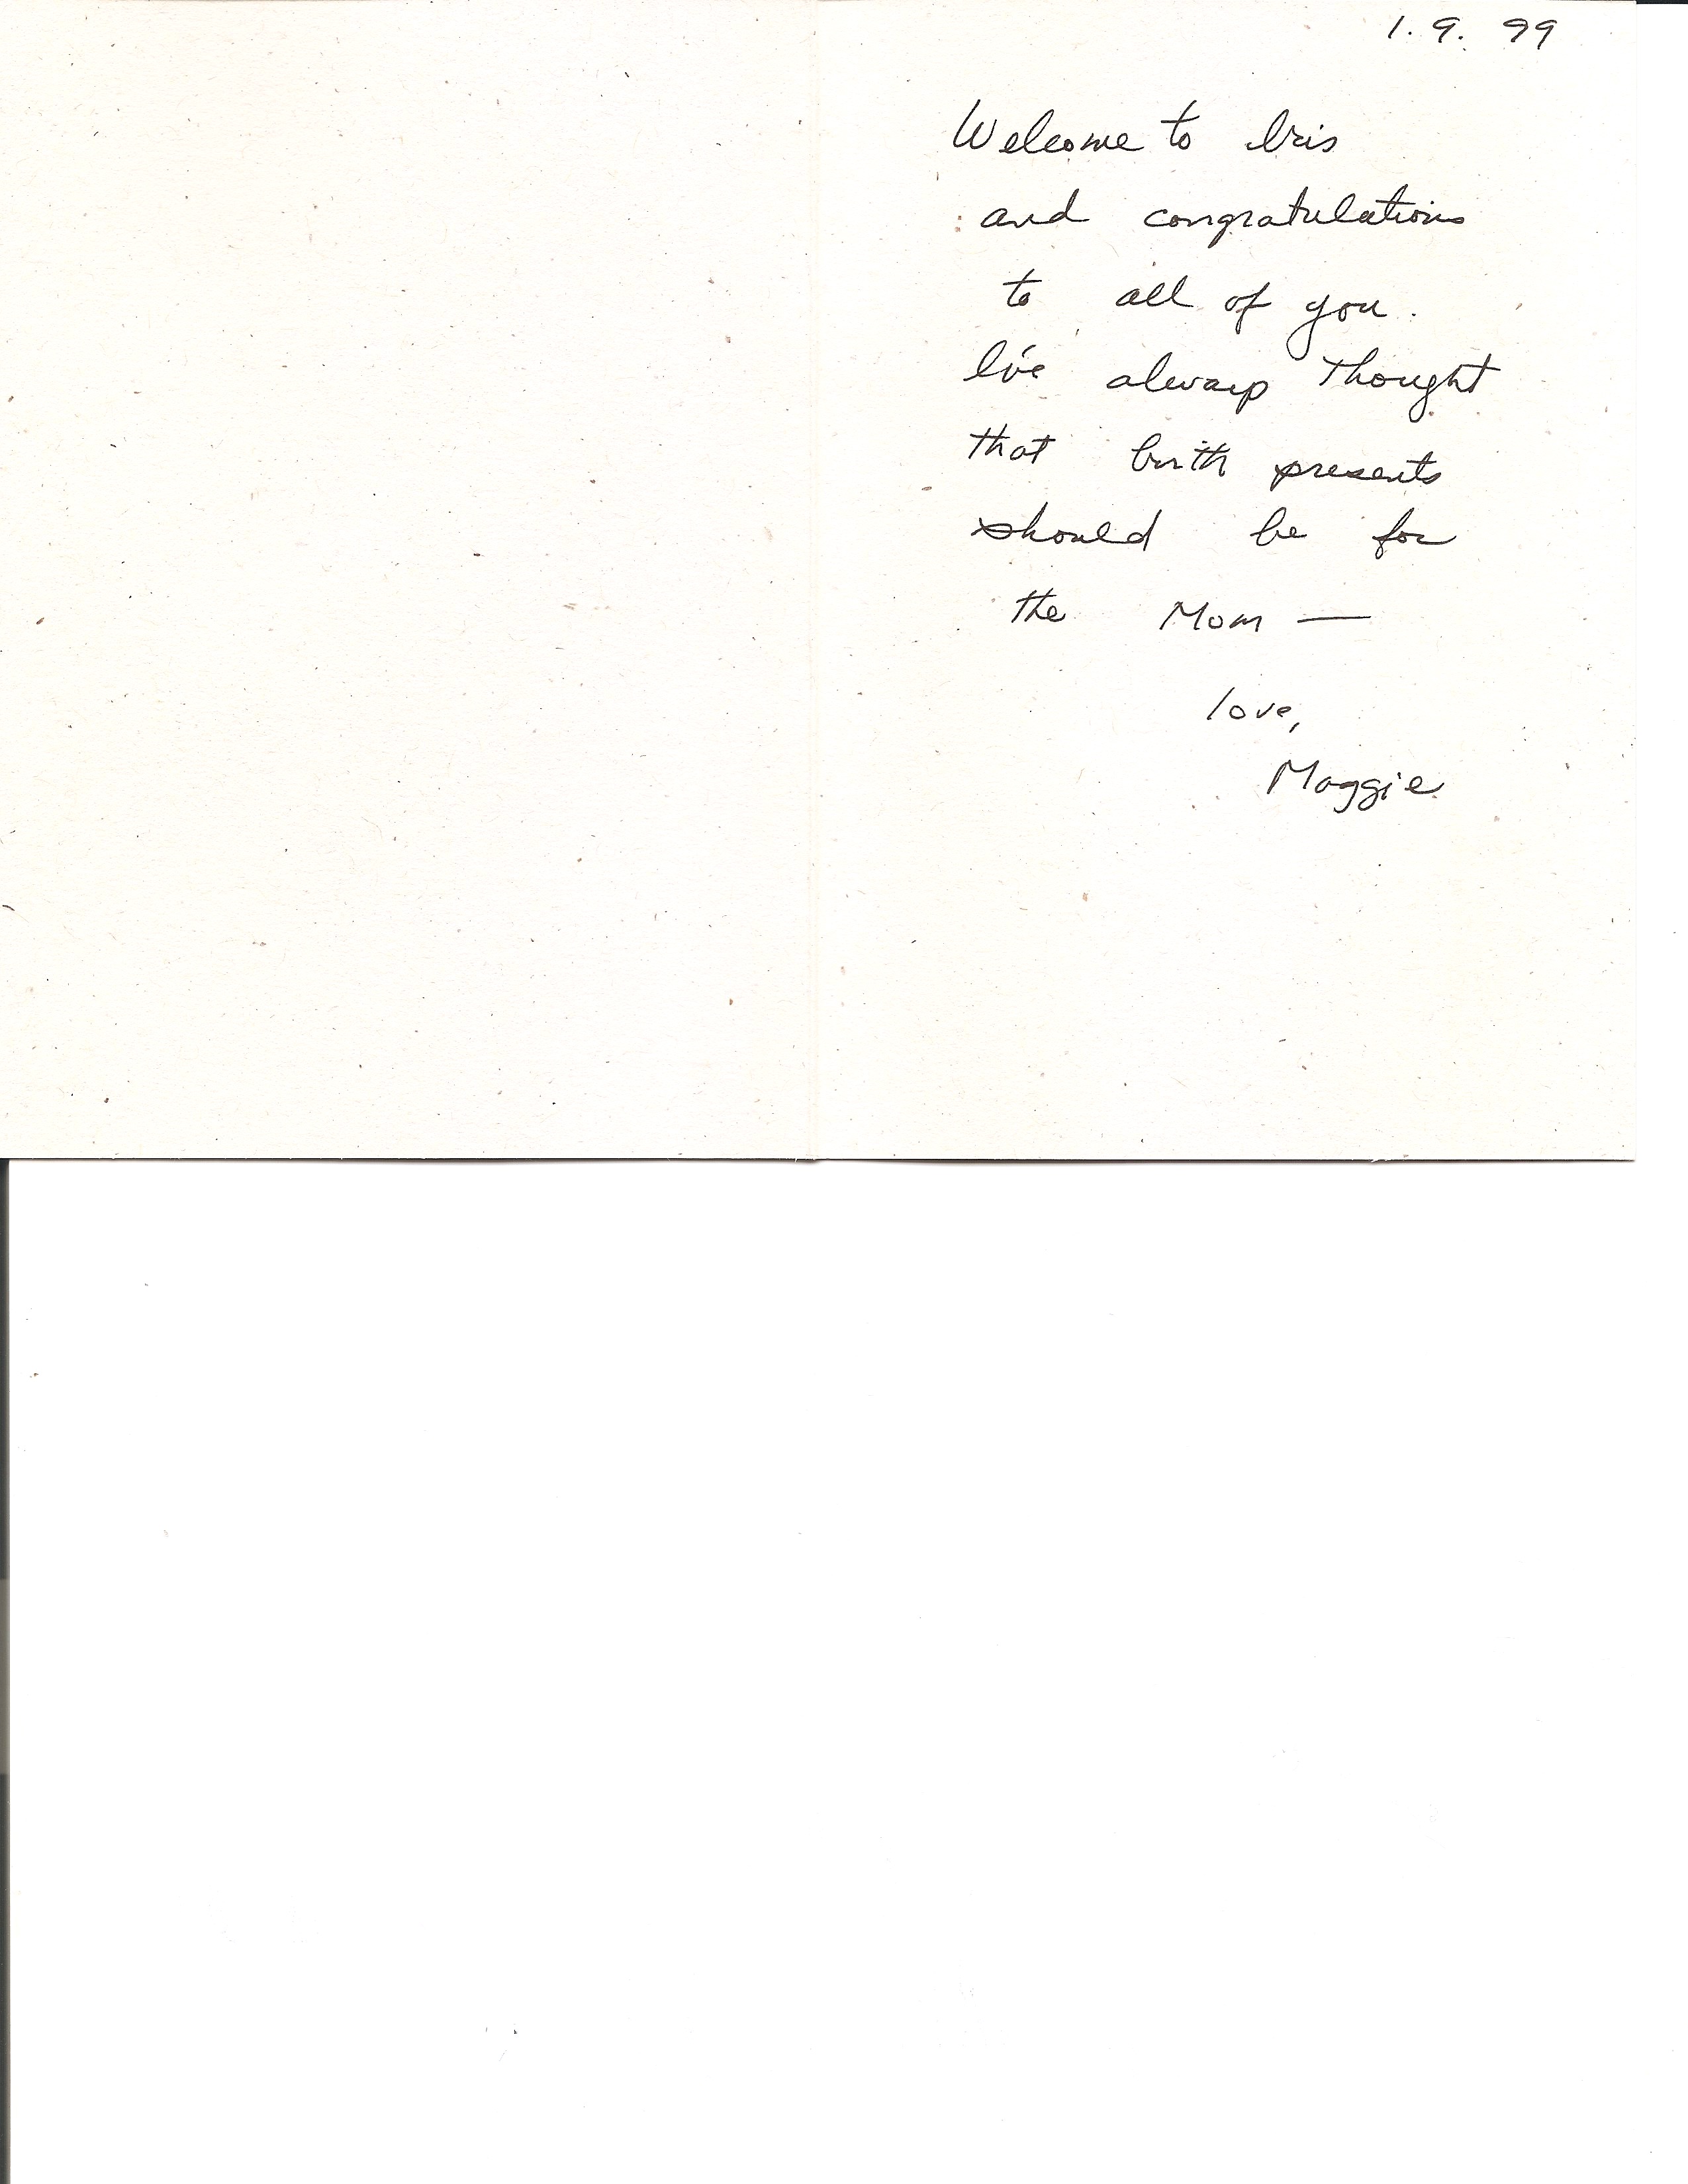 1. 9. 99
Welcome to Iris
and congratulations
to all of you.
I've always thought
that birth presents
should be for
the Mom —
love,
Maggie